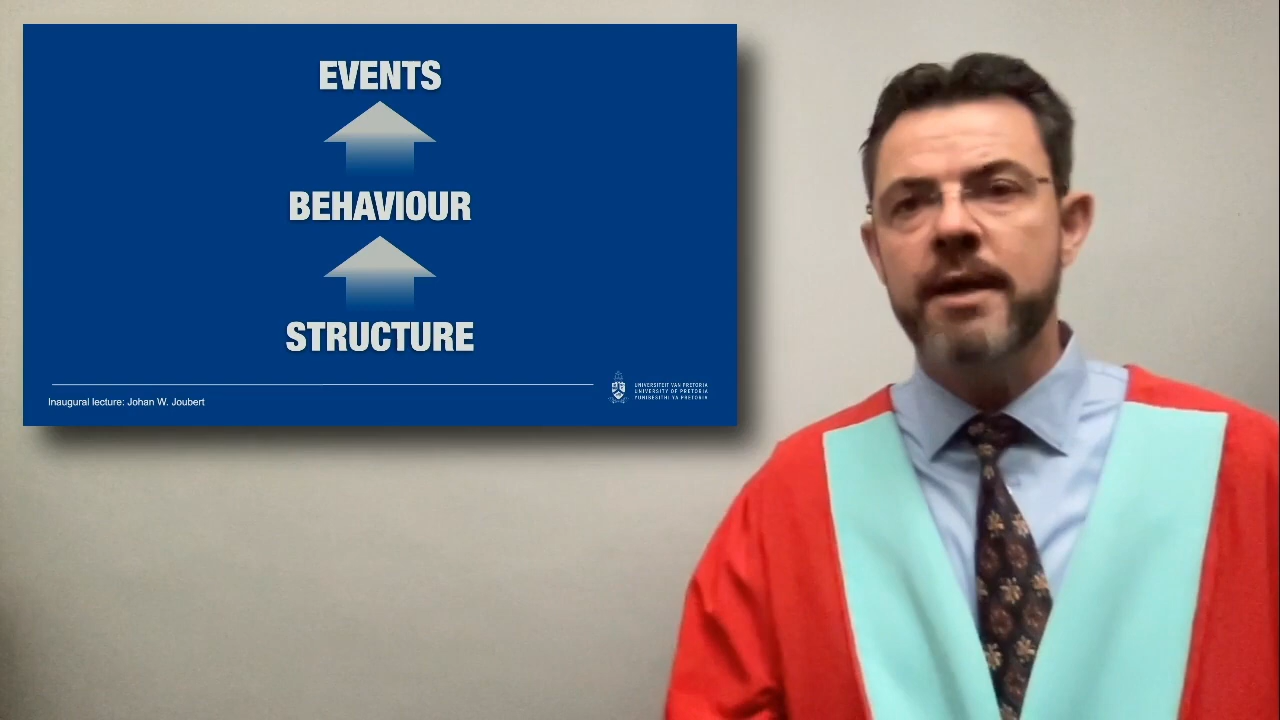 EVENTS
BEHAVIOUR
STRUCTURE
Inaugural lecture: Johan W. Joubert
UNIVERSITEIT VAN PRETORIA
UNIVERSITY OF PRETORIA
YUNIBESITHI YA PRETORIA